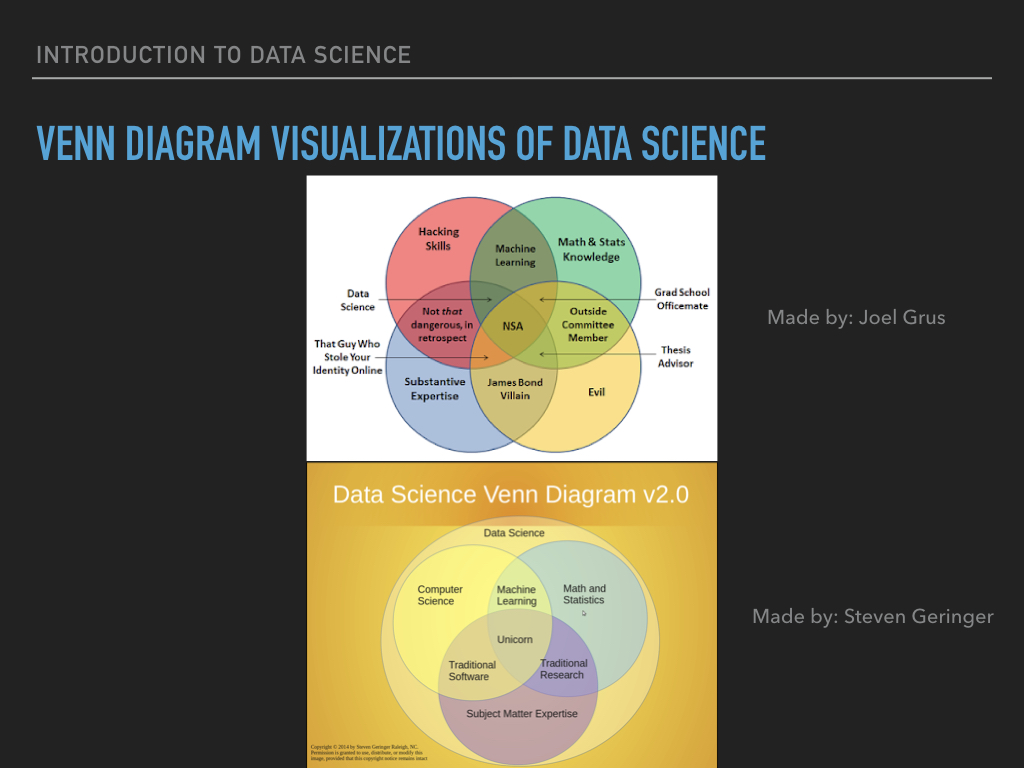 INTRODUCTION TO DATA SCIENCE
VENN DIAGRAM VISUALIZATIONS OF DATA SCIENCE
Hacking
Skills
Machine
Learning
Math & Stats
Knowledge
Data
Science
Grad School
Officemate
Not that
dangerous, in
retrospect
NSA
Outside
Committee
Member
That Guy Who
Stole Your
Identity Online
Thesis
Advisor
Substantive
Expertise
James Bond
Villain
Evil
Made by: Joel Grus
Data Science Venn Diagram v2.0
Data Science
Computer
Science
Machine
Learning
Math and
Statistics
Unicorn
Traditional
Software
Traditional
Research
Subject Matter Expertise
Copyright © 2014 by Steven Geringer Raleigh, NC.
Permission is granted to use, distribute, or modify this
image, provided that this copyright notice remains intact
Made by: Steven Geringer